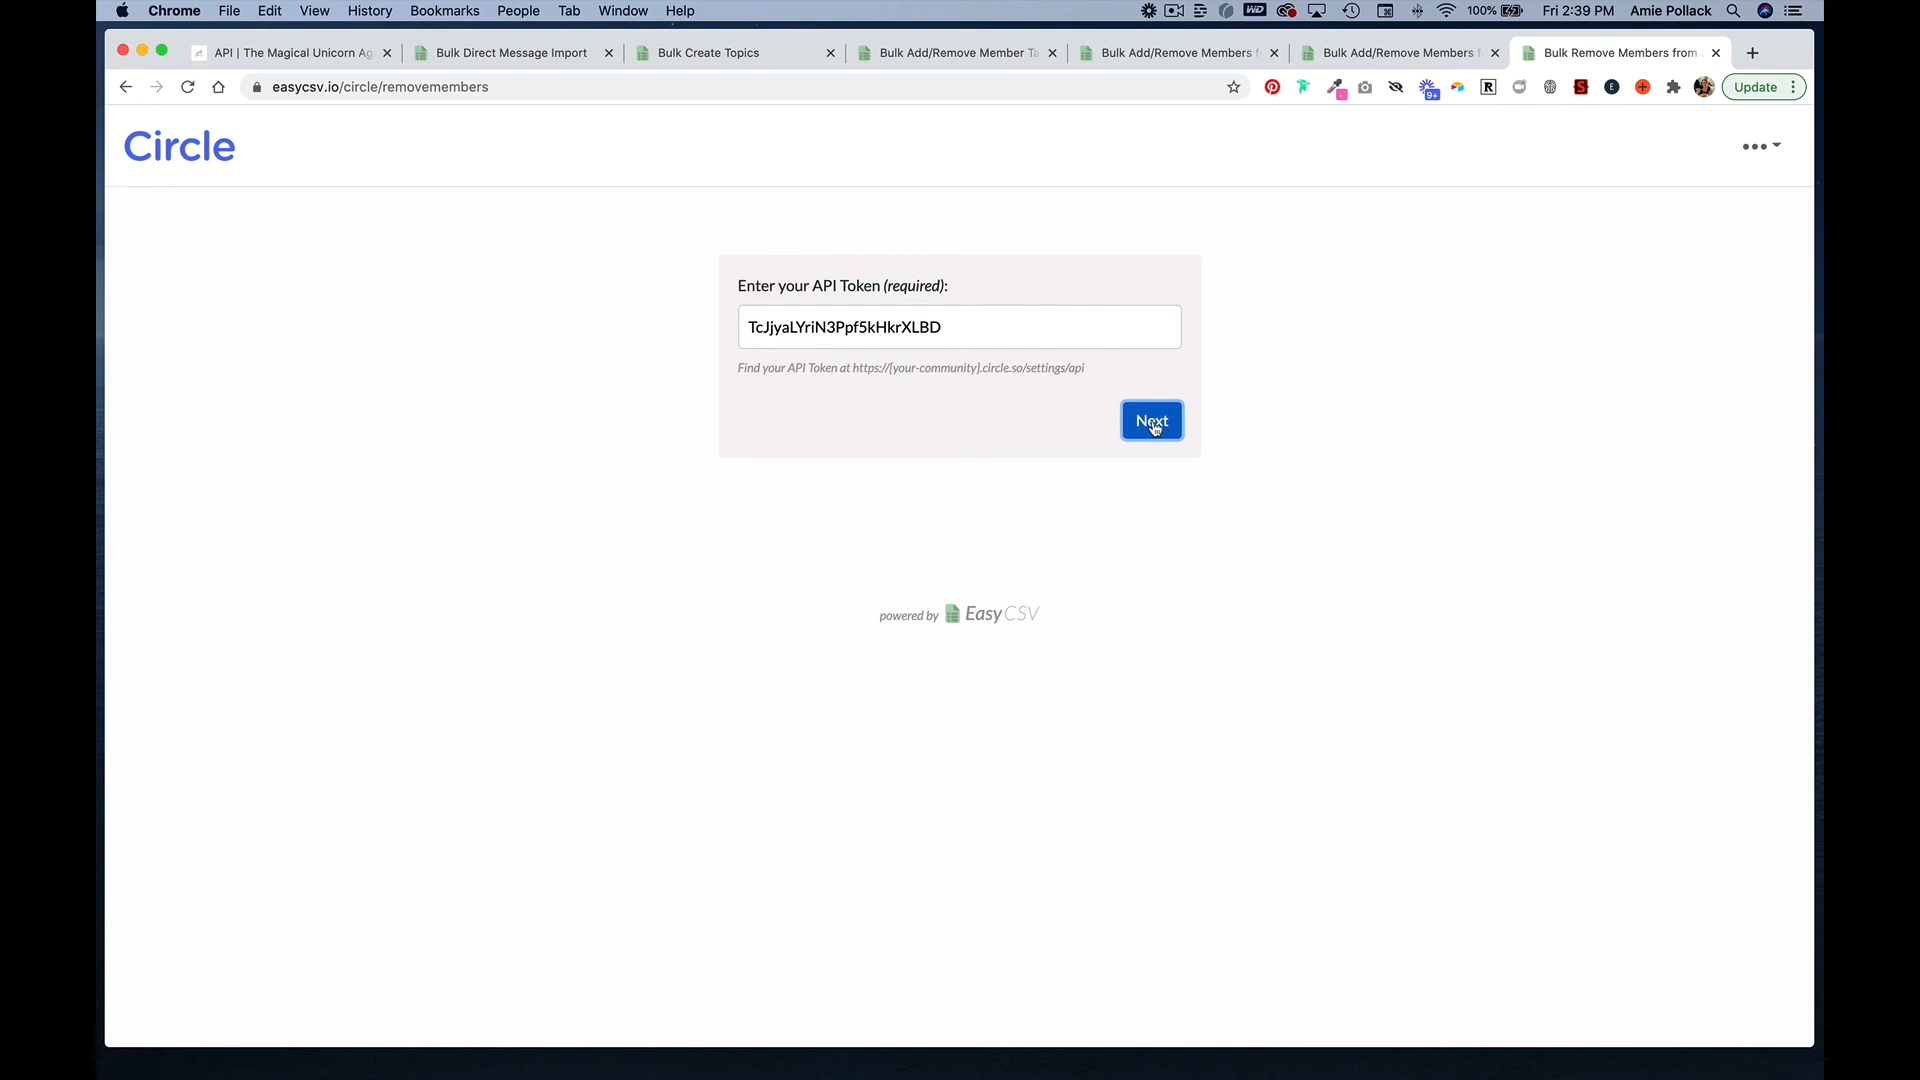 Chrome File Edit View History Bookmarks People Tab Window Help 100% Fri 2:39 PM Amie Pollack
API | The Magical Unicorn Ag Bulk Direct Message Import Bulk Create Topics Bulk Add/Remove Member Ta Bulk Add/Remove Members f Bulk Add/Remove Members f Bulk Remove Members from
easycsv.io/circle/removemembers 9+ R S E Update
Circle
Enter your API Token (required):
TcJjyaLYriN3Ppf5kHkrXLBD
Find your API Token at https://[your-community].circle.so/settings/api
Next
powered by EasyCSV